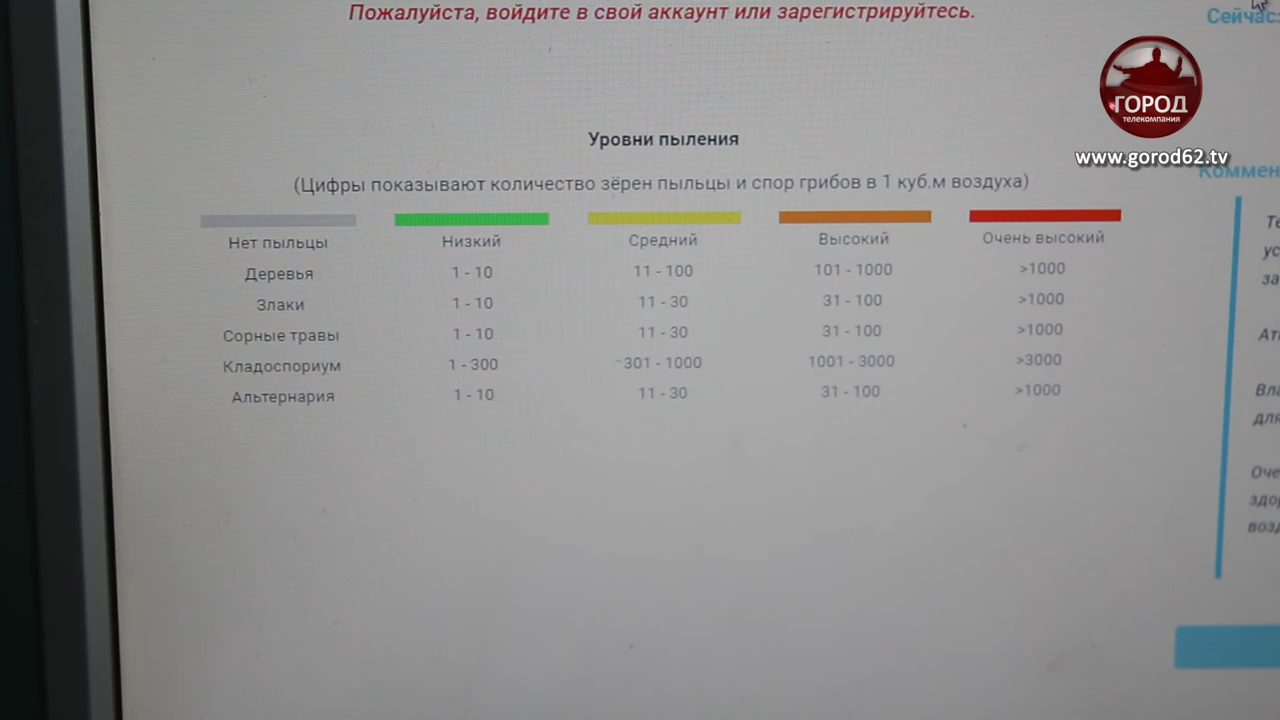 Пожалуйста, войдите в свой аккаунт или зарегистрируйтесь.
Сейчас:
ГОРОД
телекомпания
www.gorod62.tv
Уровни пыления
(Цифры показывают количество зёрен пыльцы и спор грибов в 1 куб.м воздуха)
Нет пыльцы Низкий Средний Высокий Очень высокий
Деревья 1 - 10 11 - 100 101 - 1000 >1000
Злаки 1 - 10 11 - 30 31 - 100 >1000
Сорные травы 1 - 10 11 - 30 31 - 100 >1000
Кладоспориум 1 - 300 301 - 1000 1001 - 3000 >3000
Альтернария 1 - 10 11 - 30 31 - 100 >1000